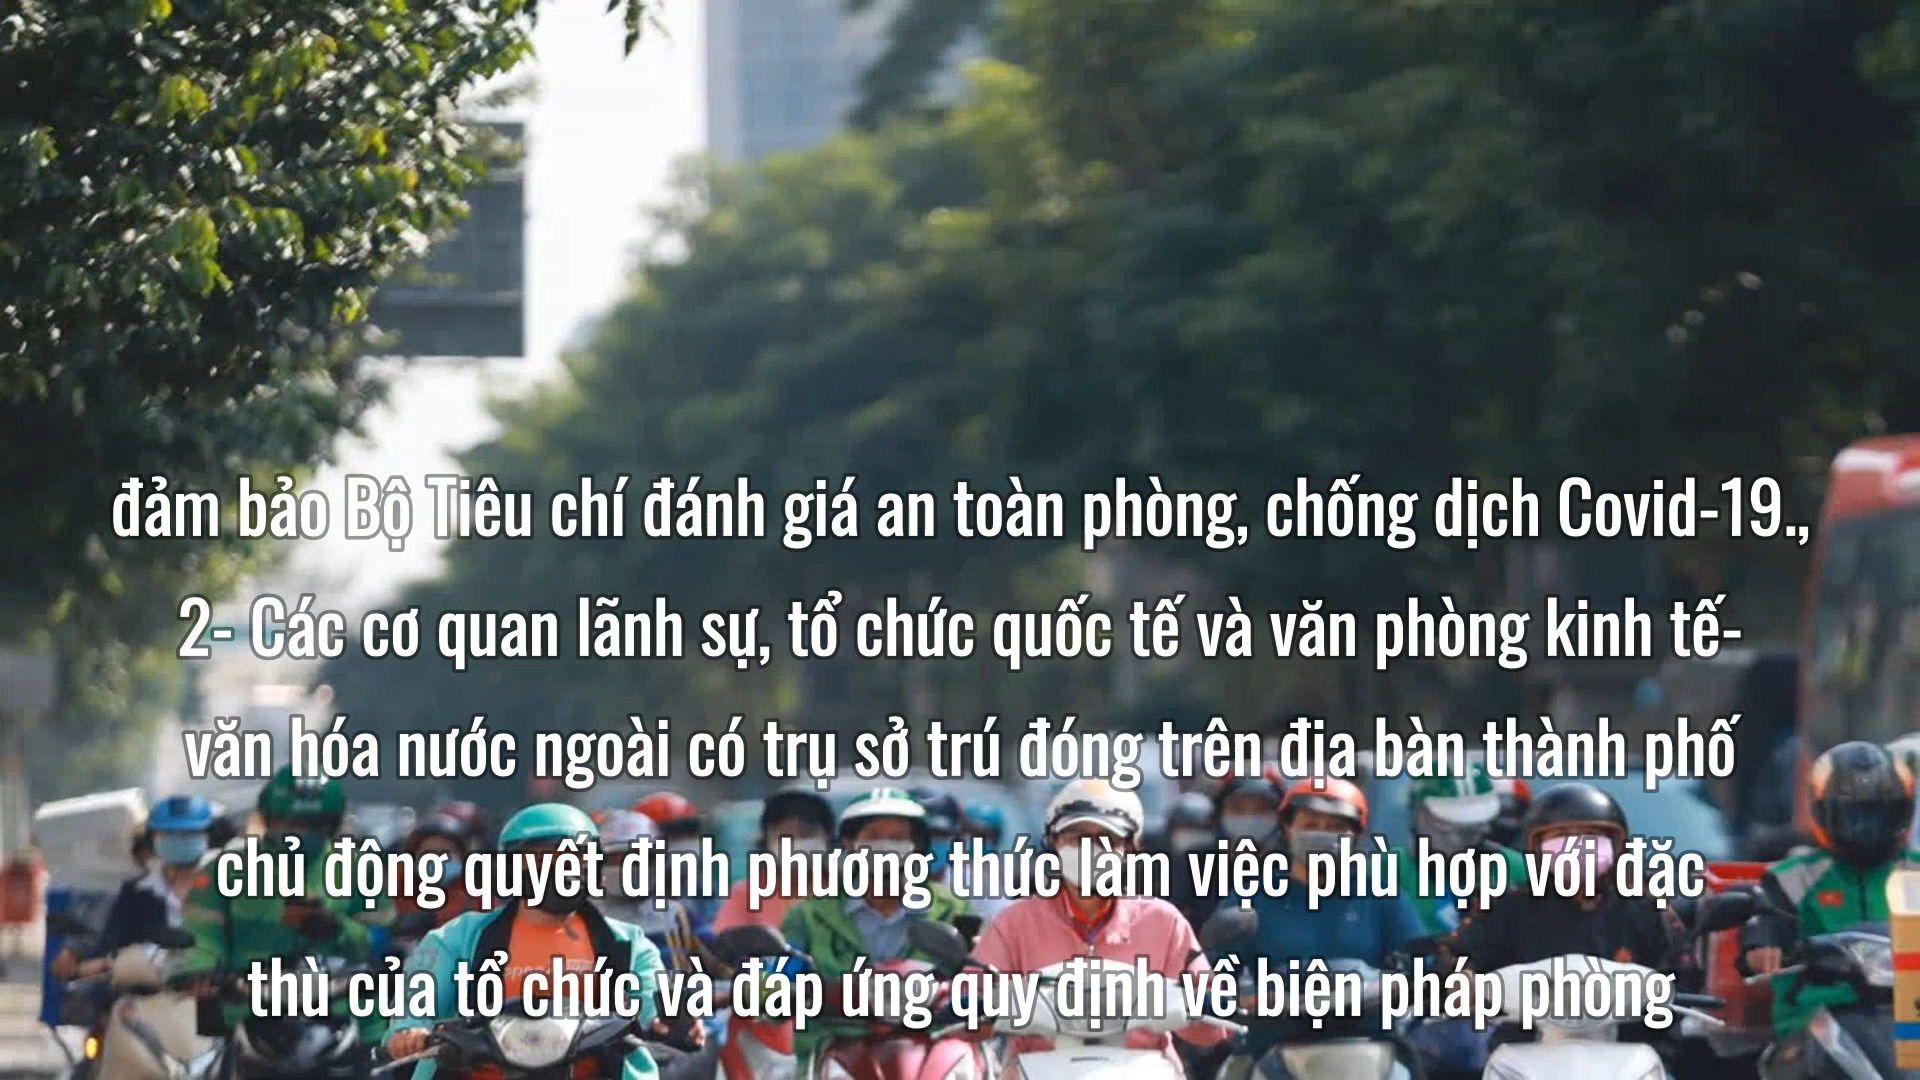 đảm bảo Bộ Tiêu chí đánh giá an toàn phòng, chống dịch Covid-19.,
2- Các cơ quan lãnh sự, tổ chức quốc tế và văn phòng kinh tế-
văn hóa nước ngoài có trụ sở trú đóng trên địa bàn thành phố
chủ động quyết định phương thức làm việc phù hợp với đặc
thù của tổ chức và đáp ứng quy định về biện pháp phòng